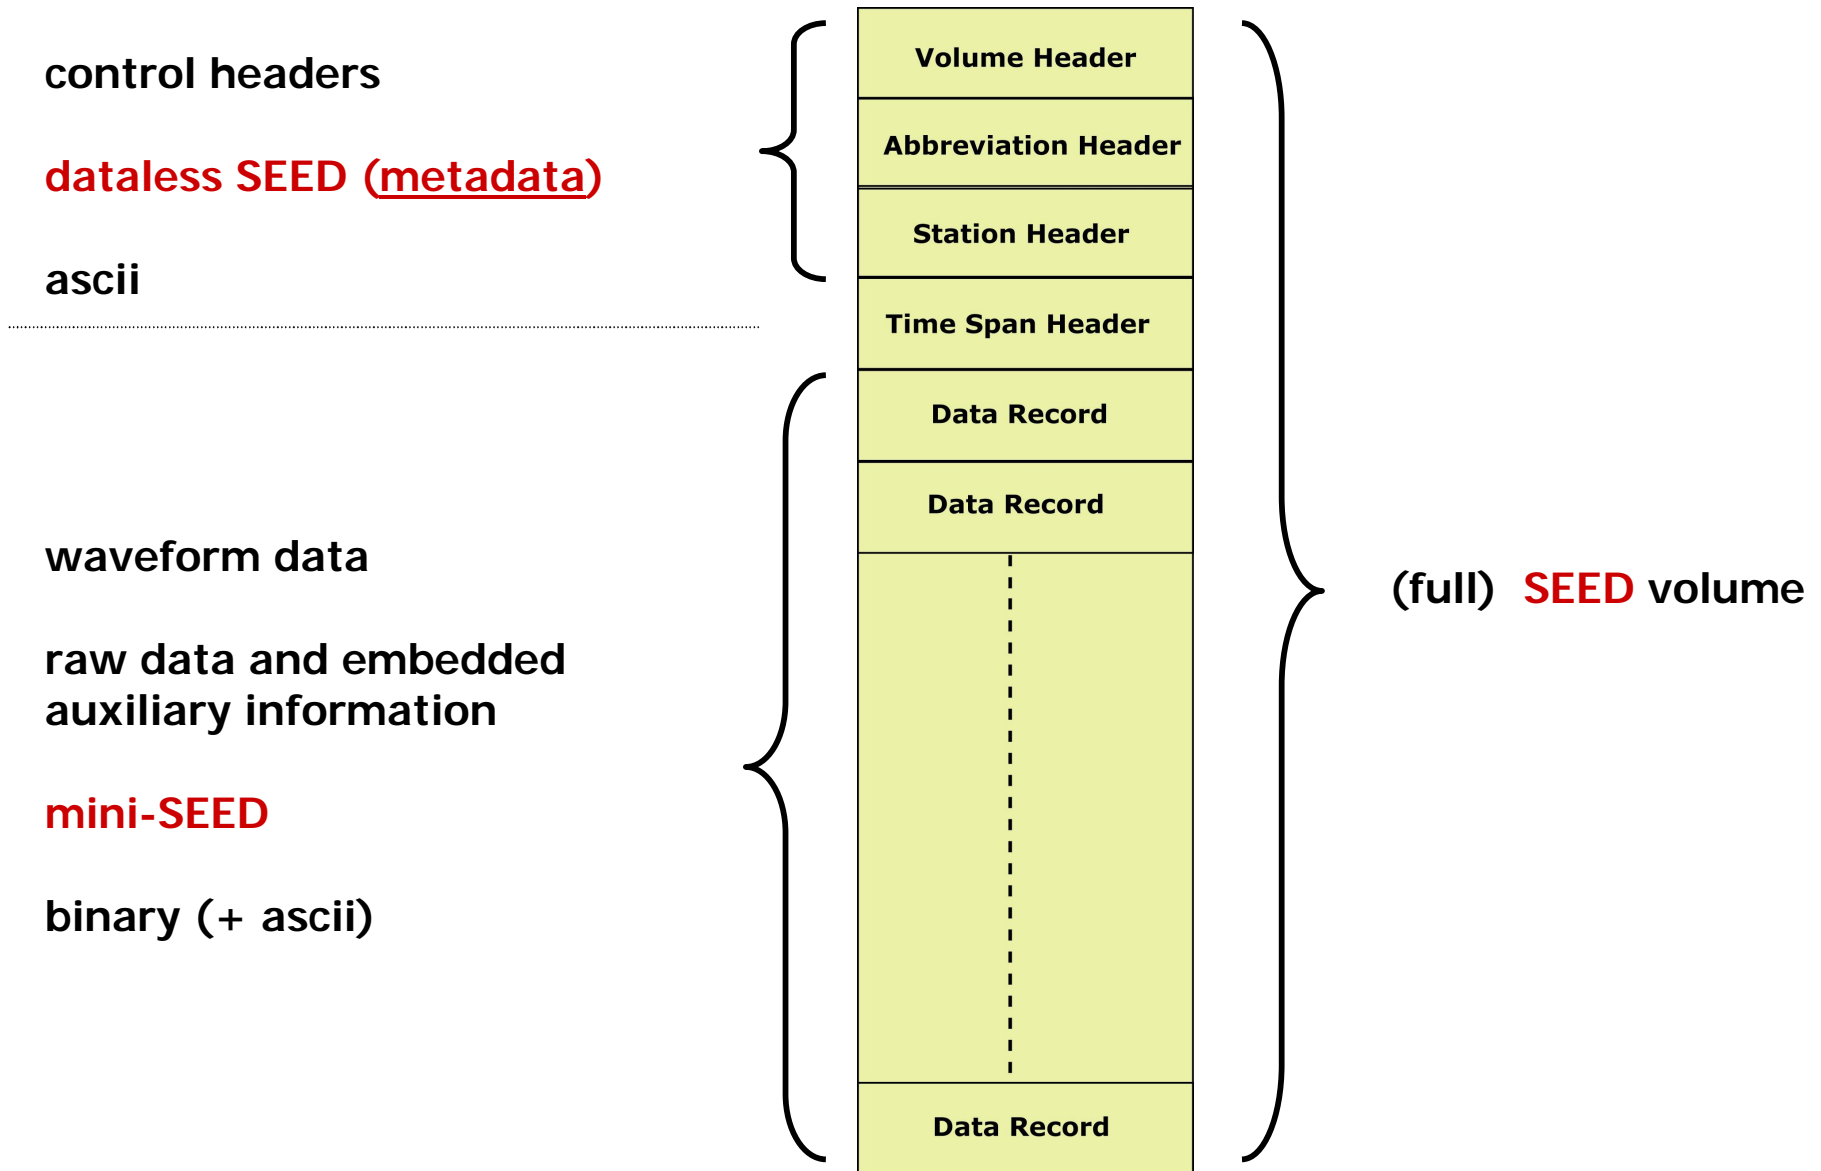 control headers
dataless SEED (metadata)
ascii
Volume Header
Abbreviation Header
Station Header
Time Span Header
Data Record
Data Record
waveform data
raw data and embedded
auxiliary information
mini-SEED
binary (+ ascii)
Data Record
(full) SEED volume